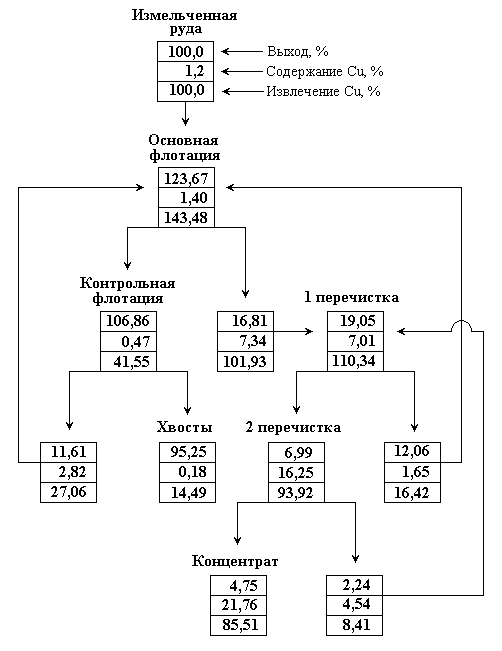 Измельченная
руда
100,0
Выход, %
1,2
Содержание Cu, %
100,0
Извлечение Cu, %
Основная
флотация
123,67
1,40
143,48
Контрольная
флотация
106,86
0,47
41,55
16,81
7,34
101,93
1 перечистка
19,05
7,01
110,34
11,61
2,82
27,06
Хвосты
95,25
0,18
14,49
2 перечистка
6,99
16,25
93,92
12,06
1,65
16,42
Концентрат
4,75
21,76
85,51
2,24
4,54
8,41